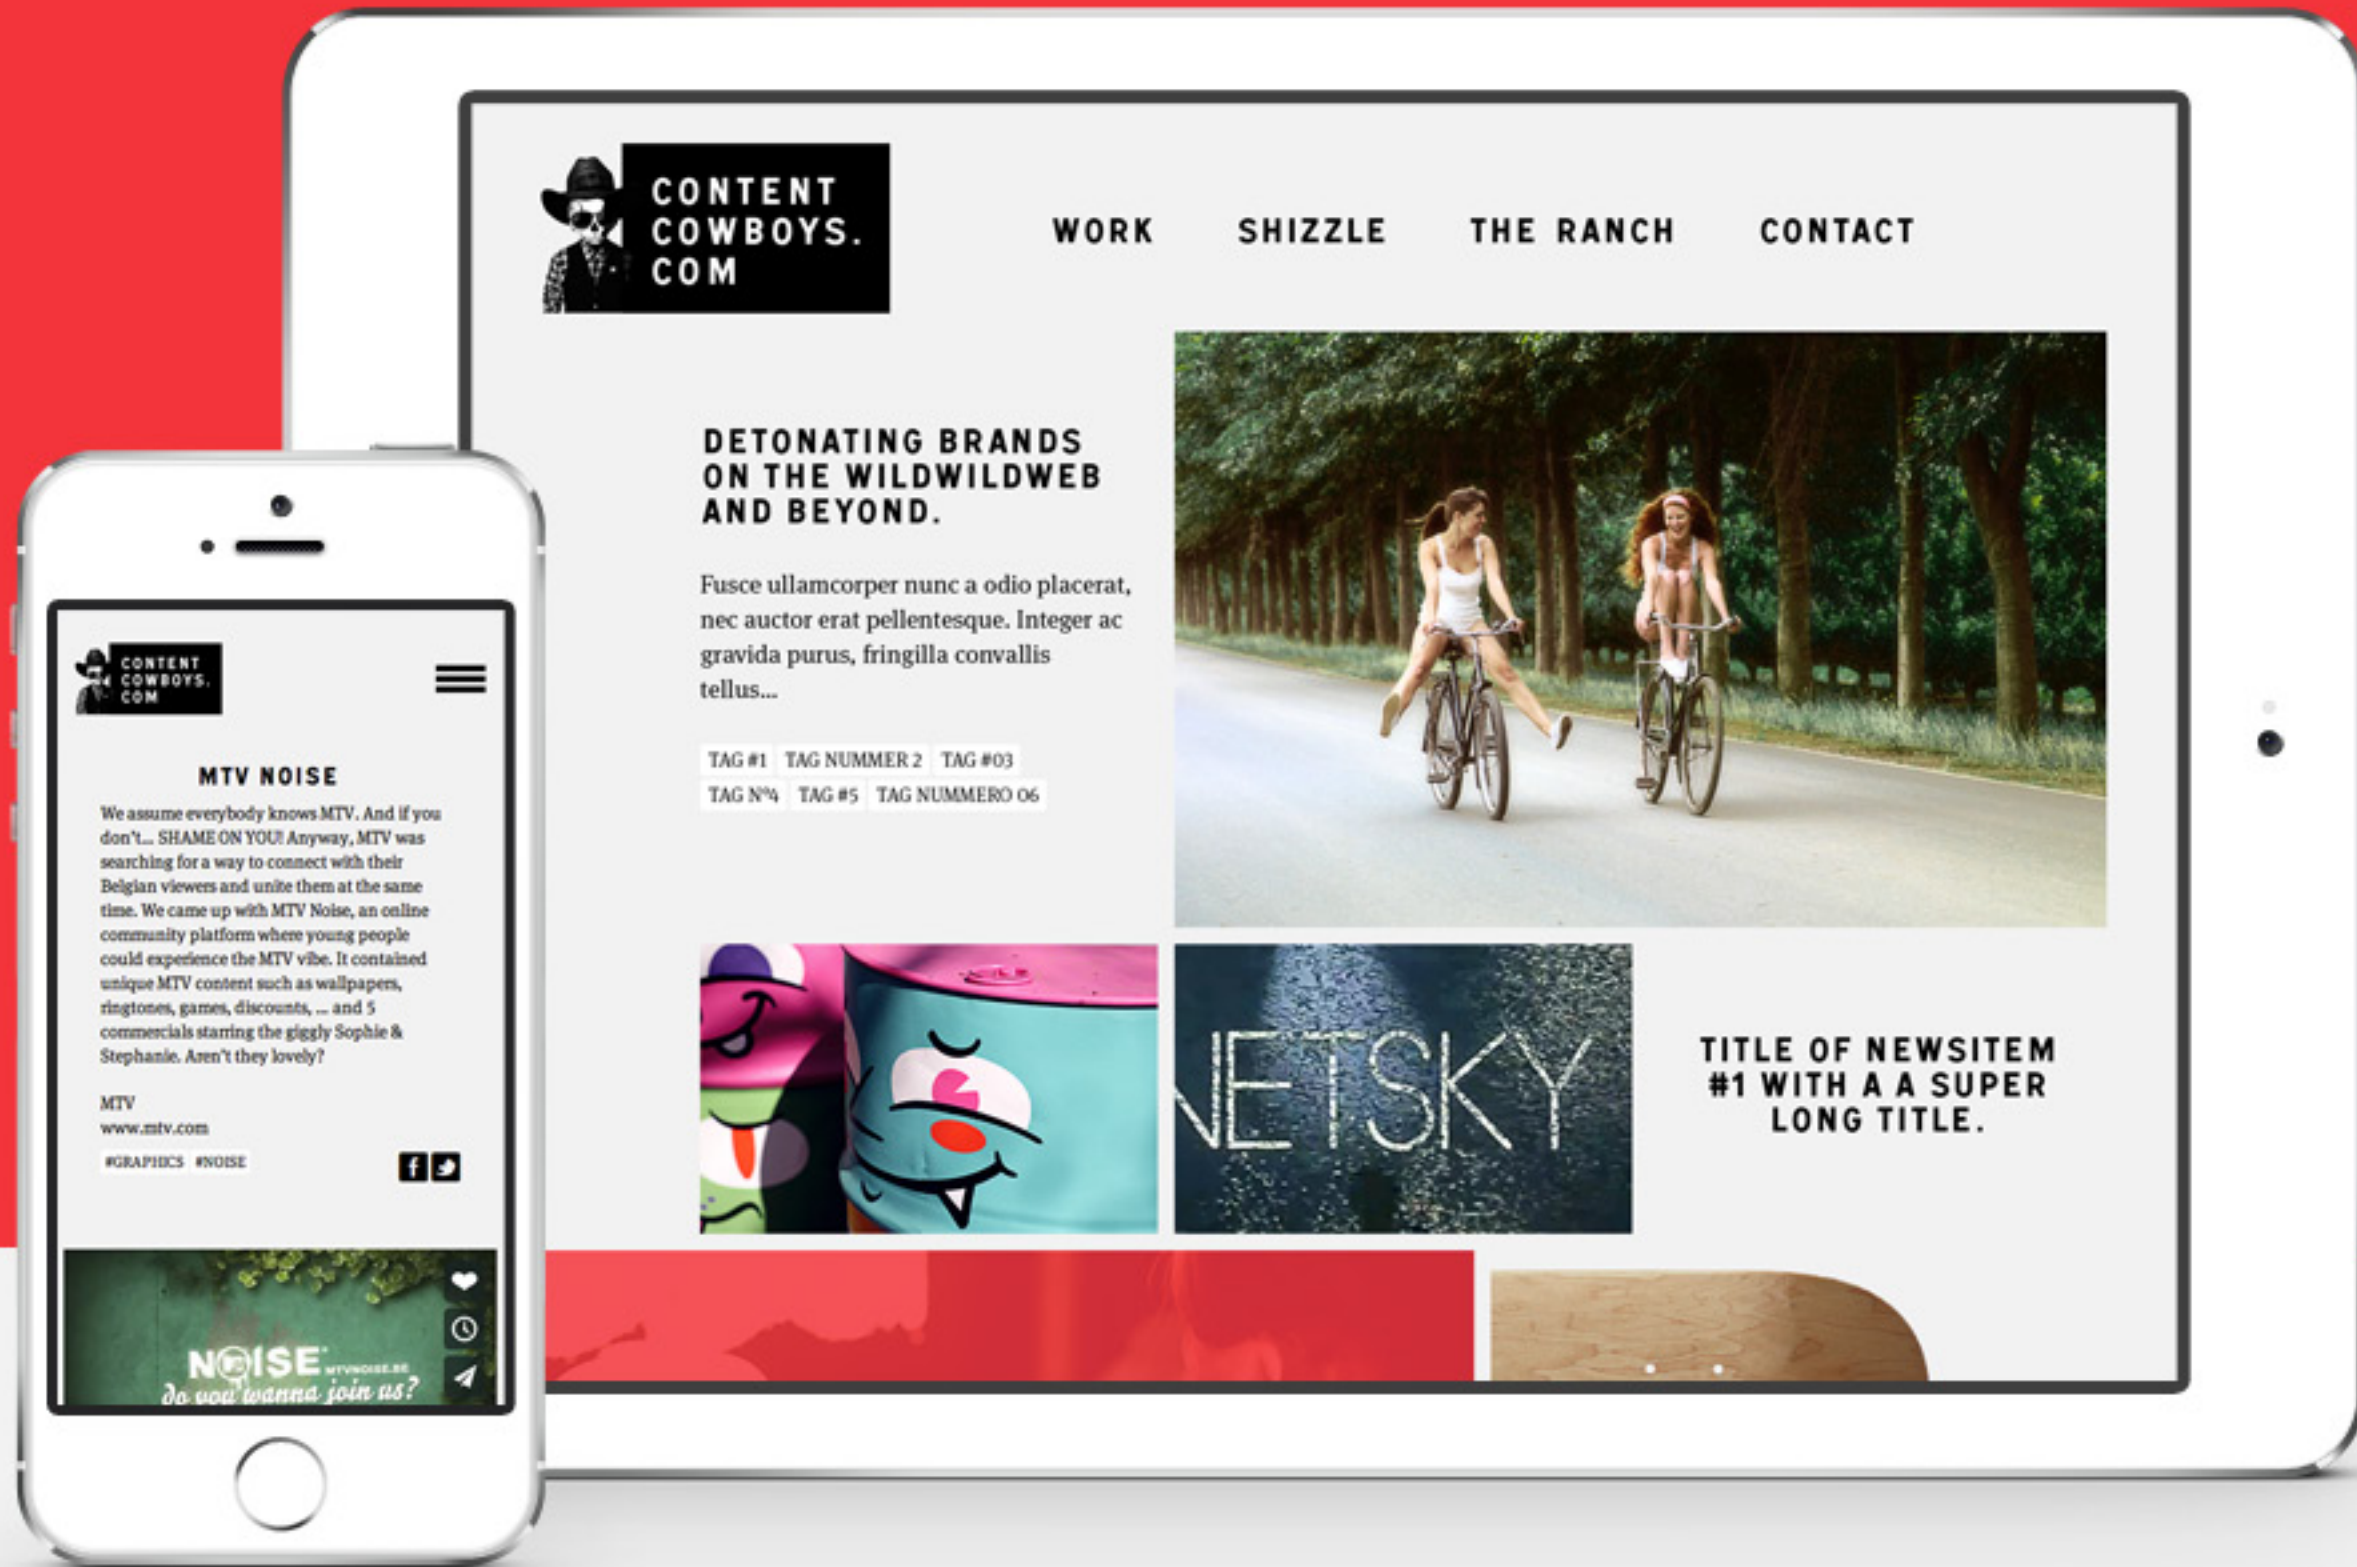 CONTENT
COWBOYS.
COM
WORK
SHIZZLE
THE RANCH
CONTACT
DETONATING BRANDS
ON THE WILDWILDWEB
AND BEYOND.
Fusce ullamcorper nunc a odio placerat,
nec auctor erat pellentesque. Integer ac
gravida purus, fringilla convallis
tellus...
TAG #1 TAG NUMMER 2 TAG #03
TAG Nº4 TAG #5 TAG NUMMERO 06
NETSKY
TITLE OF NEWSITEM
#1 WITH A A SUPER
LONG TITLE.
CONTENT
COWBOYS.
COM
MTV NOISE
We assume everybody knows MTV. And if you
don't... SHAME ON YOU! Anyway, MTV was
searching for a way to connect with their
Belgian viewers and unite them at the same
time. We came up with MTV Noise, an online
community platform where young people
could experience the MTV vibe. It contained
unique MTV content such as wallpapers,
ringtones, games, discounts, ... and 5
commercials starring the giggly Sophie &
Stephanie. Aren't they lovely?
MTV
www.mtv.com
#GRAPHICS #NOISE
NOISE MTVNOISE.BE
do you wanna join us?